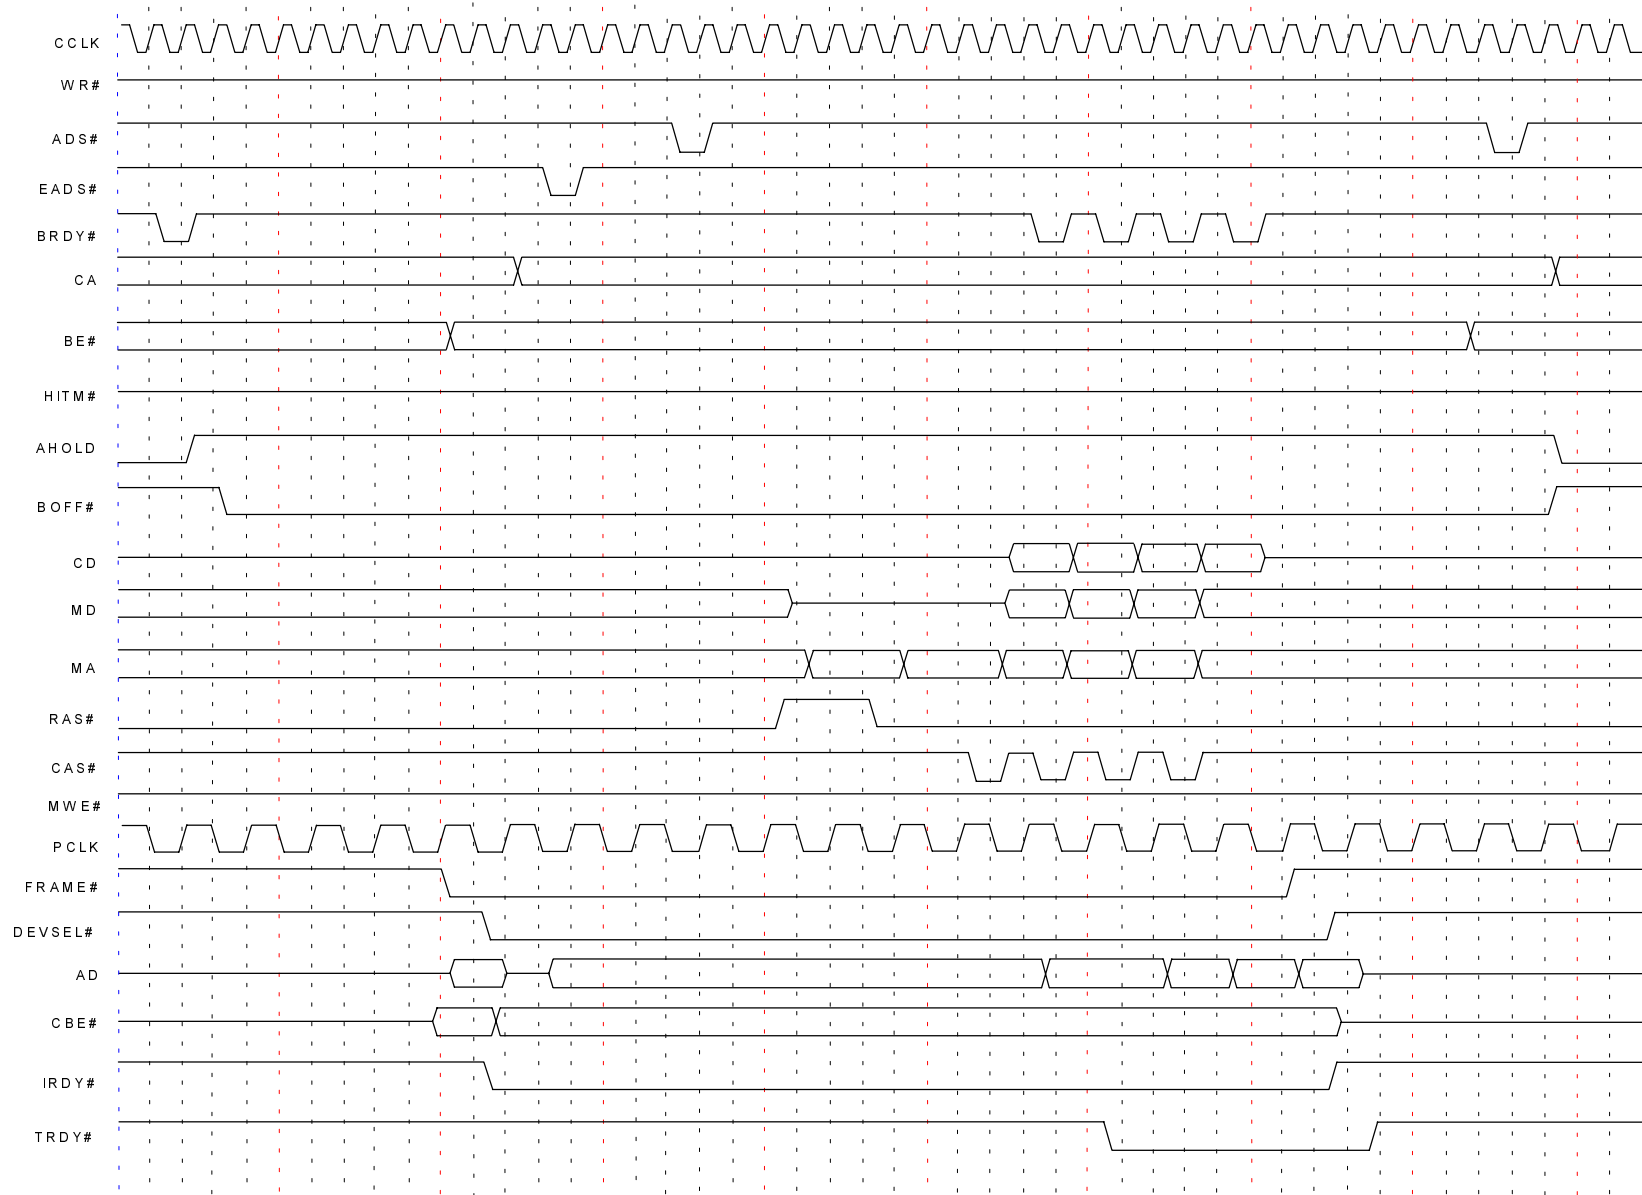 CCLK
WR#
ADS#
EADS#
BRDY#
CA
BE#
HITM#
AHOLD
BOFF#
CD
MD
MA
RAS#
CAS#
MWE#
PCLK
FRAME#
DEVSEL#
AD
CBE#
IRDY#
TRDY#